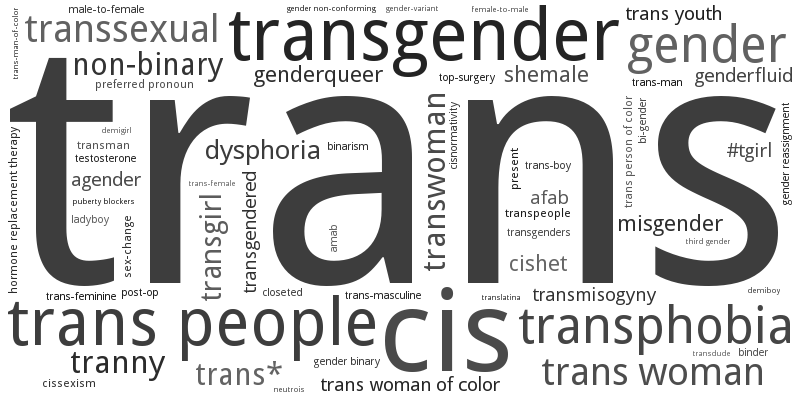 male-to-female
gender non-conforming
gender-variant
female-to-male
trans youth
trans-man-of-color
transsexual
transgender
gender
non-binary
genderqueer
top-surgery
shemale
trans-man
genderfluid
preferred pronoun
trans
demigirl
transman
testosterone
agender
puberty blockers
ladyboy
sex-change
hormone replacement therapy
dysphoria
binarism
trans-female
transgirl
transgendered
amab
transwoman
cisnormativity
present
trans-boy
afab
transpeople
transgenders
cishet
trans person of color
bi-gender
#tgirl
gender reassignment
misgender
third gender
trans-feminine
post-op
closeted
trans-masculine
translatina
transmisogyny
demiboy
trans people
cis
transphobia
tranny
gender binary
transdude
binder
cissexism
trans*
neutrois
trans woman of color
trans woman